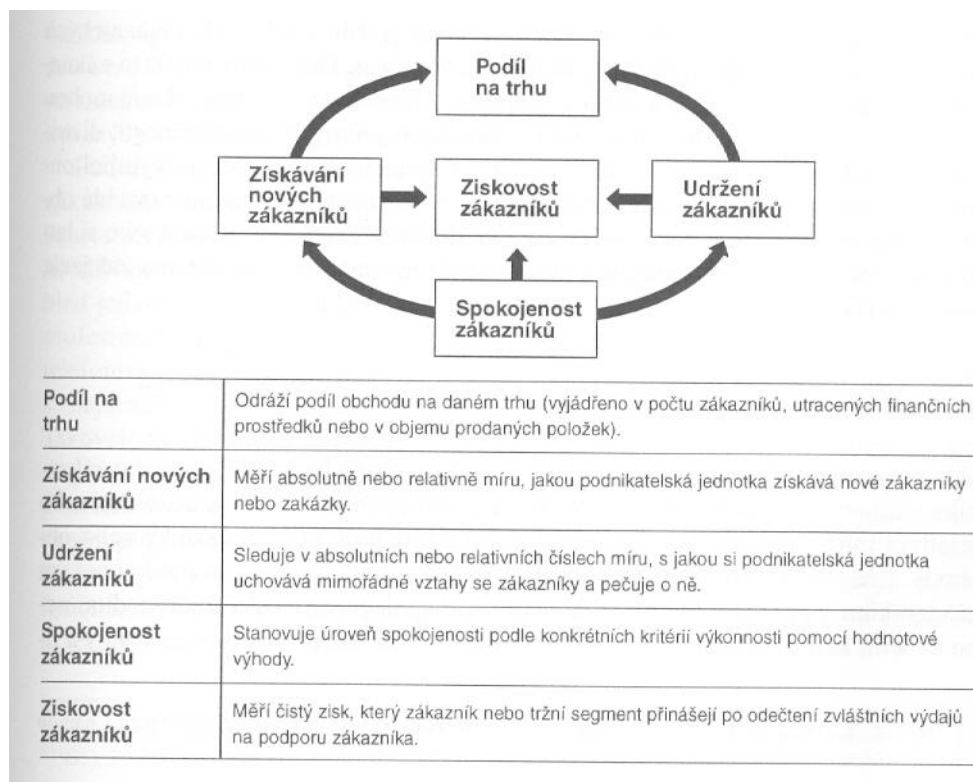 Podíl
na trhu
Získávání
nových
zákazníků
Ziskovost
zákazníků
Udržení
zákazníků
Spokojenost
zákazníků
Podíl na
trhu
Odráží podíl obchodu na daném trhu (vyjádřeno v počtu zákazníků, utracených finančních
prostředků nebo v objemu prodaných položek).
Získávání nových
zákazníků
Měří absolutně nebo relativně míru, jakou podnikatelská jednotka získává nové zákazníky
nebo zakázky.
Udržení
zákazníků
Sleduje v absolutních nebo relativních číslech míru, s jakou si podnikatelská jednotka
uchovává mimořádné vztahy se zákazníky a pečuje o ně.
Spokojenost
zákazníků
Stanovuje úroveň spokojenosti podle konkrétních kritérií výkonnosti pomocí hodnotové
výhody.
Ziskovost
zákazníků
Měří čistý zisk, který zákazník nebo tržní segment přinášejí po odečtení zvláštních výdajů
na podporu zákazníka.